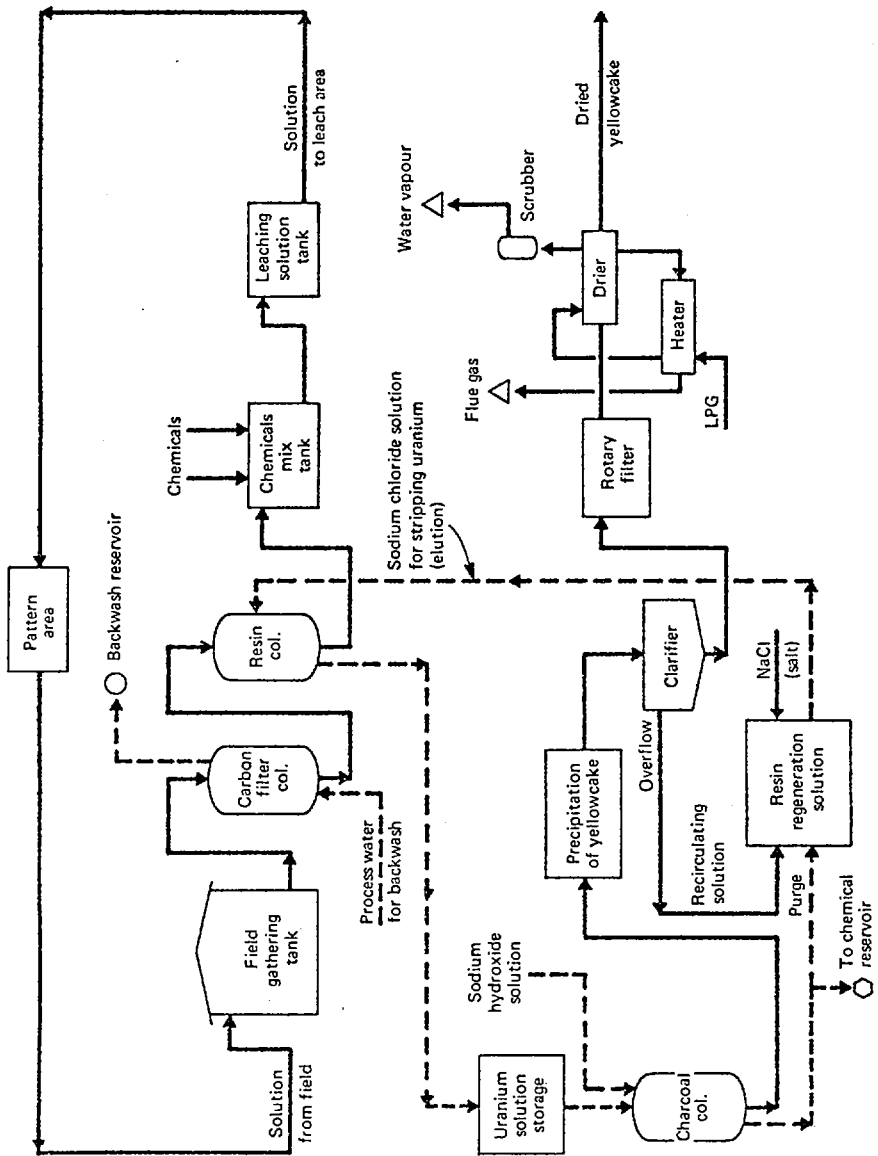 Pattern
area
Backwash reservoir
Chemicals
Solution
to leach area
Solution
from field
Field
gathering
tank
Carbon
filter
col.
Process water
for backwash
Resin
col.
Chemicals
mix
tank
Leaching
solution
tank
Sodium chloride solution
for stripping uranium
(elution)
Flue gas
Water vapour
Scrubber
Dried
yellowcake
Drier
Heater
LPG
Rotary
filter
Clarifier
Overflow
Precipitation
of yellowcake
Recirculating
solution
Purge
NaCl
(salt)
Resin
regeneration
solution
Sodium
hydroxide
solution
Uranium
solution
storage
Charcoal
col.
To chemical
reservoir